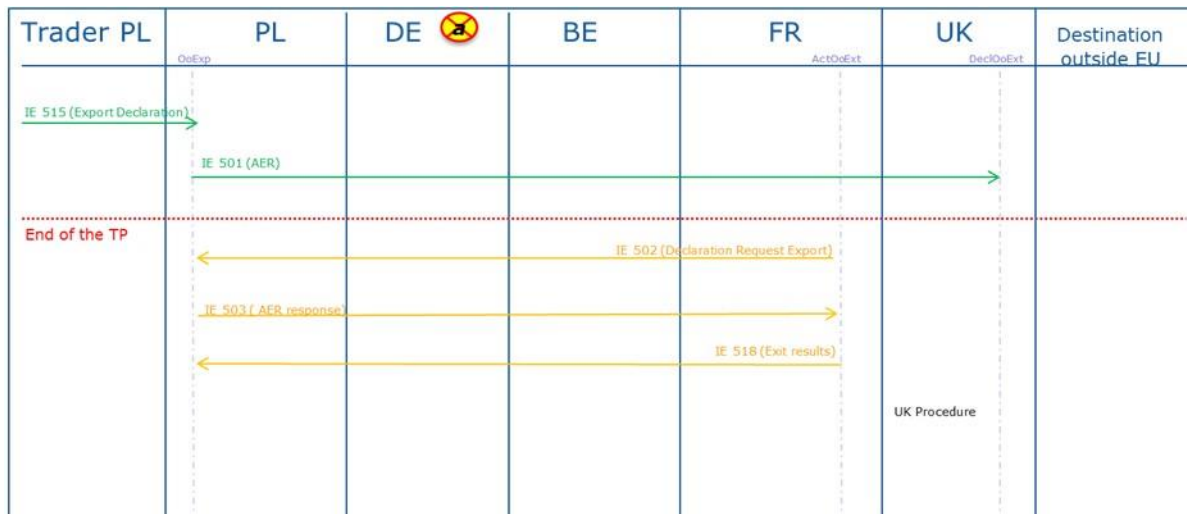 Trader PL
PL
DE
a
BE
FR
UK
Destination
outside EU
OoExp
ActOoExt
DeclOoExt
IE 515 (Export Declaration)
IE 501 (AER)
End of the TP
IE 502 (Declaration Request Export)
IE 503 ( AER response)
IE 518 (Exit results)
UK Procedure